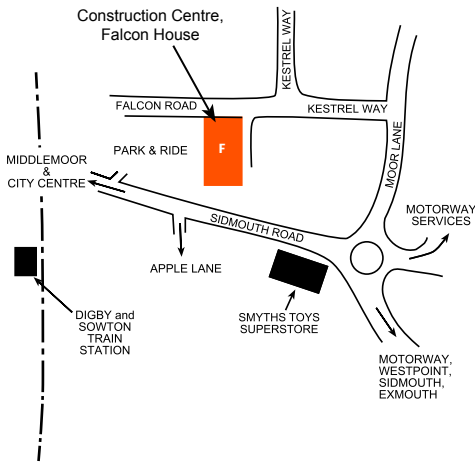 Construction Centre,
Falcon House
KESTREL WAY
FALCON ROAD
KESTREL WAY
F
PARK & RIDE
MOOR LANE
MIDDLEMOOR
&
CITY CENTRE
MOTORWAY
SERVICES
SIDMOUTH ROAD
APPLE LANE
DIGBY and
SOWTON
TRAIN
STATION
SMYTHS TOYS
SUPERSTORE
MOTORWAY,
WESTPOINT,
SIDMOUTH,
EXMOUTH